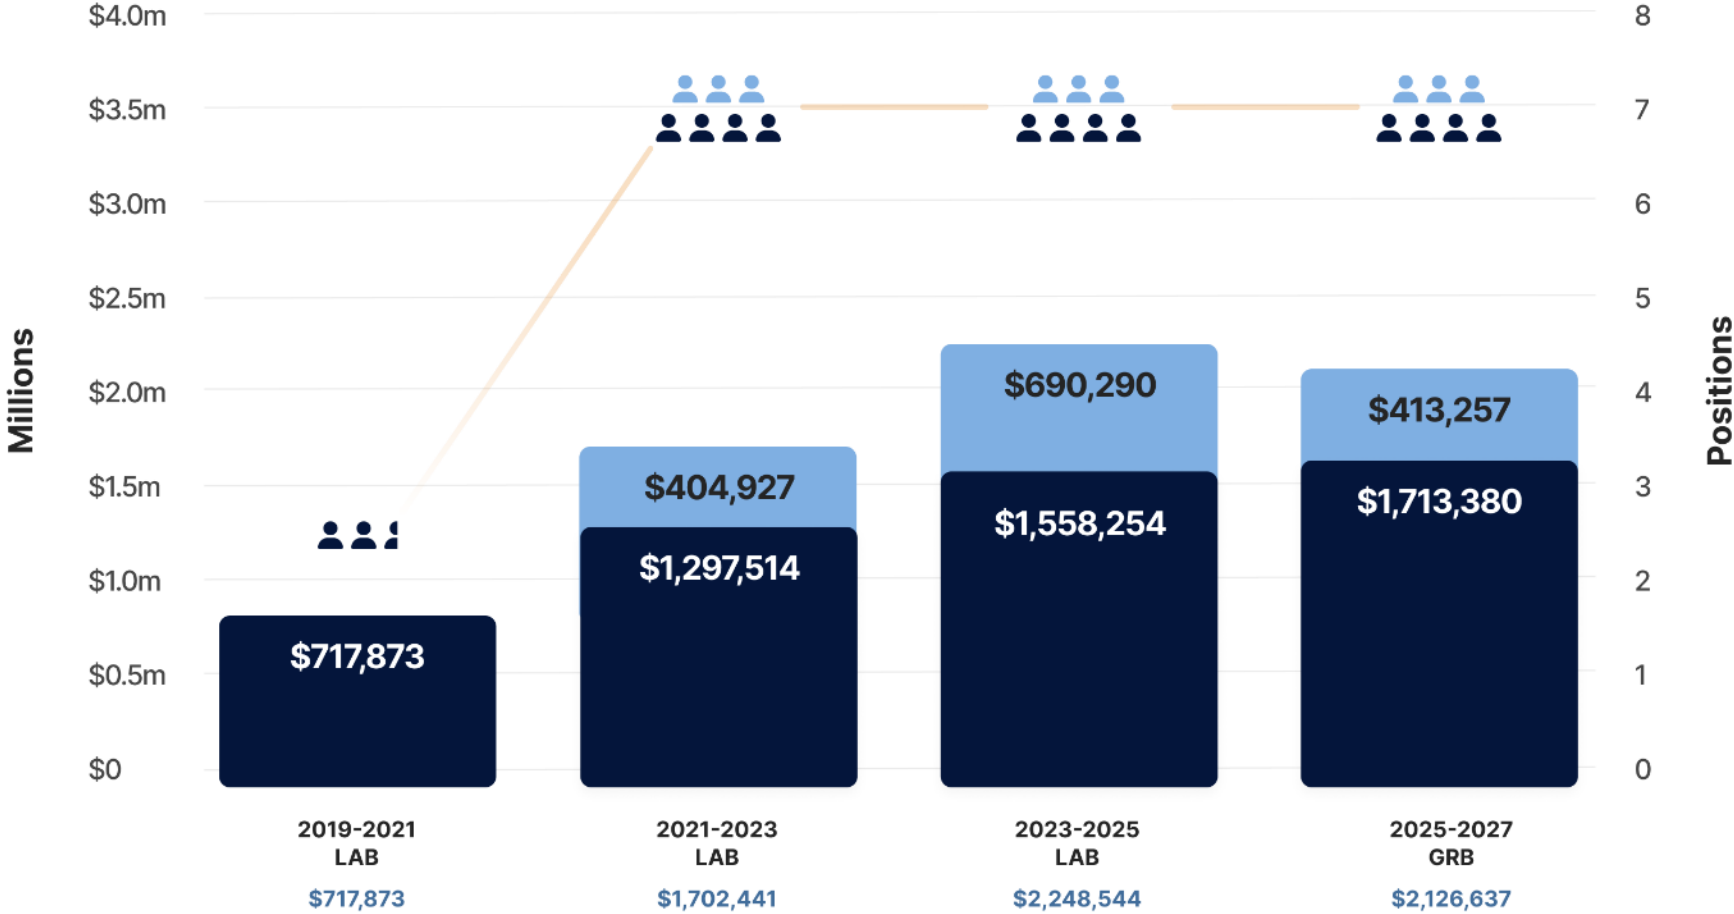 $4.0m
8
$3.5m
7
$3.0m
6
$2.5m
5
Millions
Positions
$2.0m
4
$690,290
$413,257
$1.5m
3
$404,927
$1,558,254
$1,713,380
$1.0m
2
$1,297,514
$717,873
$0.5m
1
$0
0
2019-2021
LAB
$717,873
2021-2023
LAB
$1,702,441
2023-2025
LAB
$2,248,544
2025-2027
GRB
$2,126,637